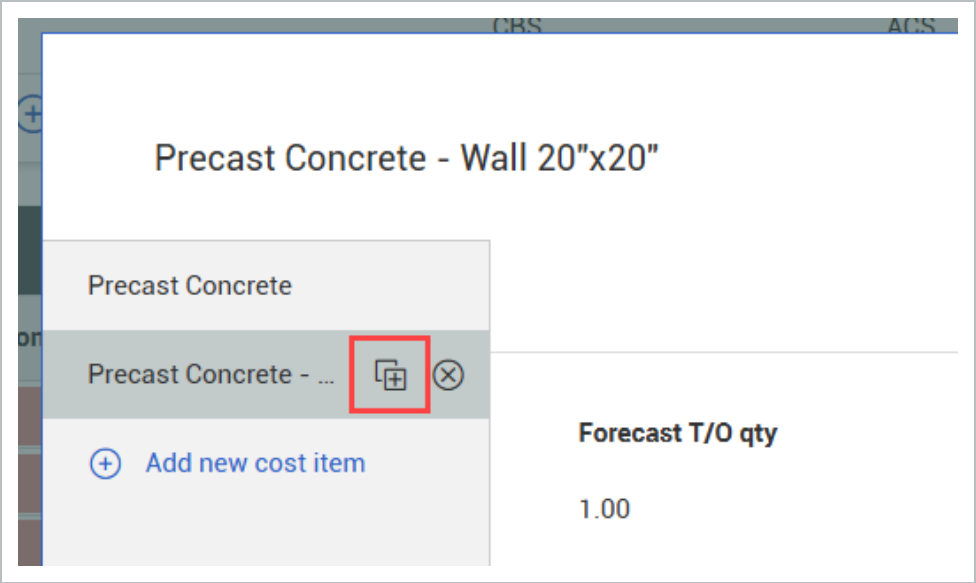 CBS ACS
Precast Concrete - Wall 20"x20"
Precast Concrete
Precast Concrete - ...
Add new cost item
Forecast T/O qty
1.00